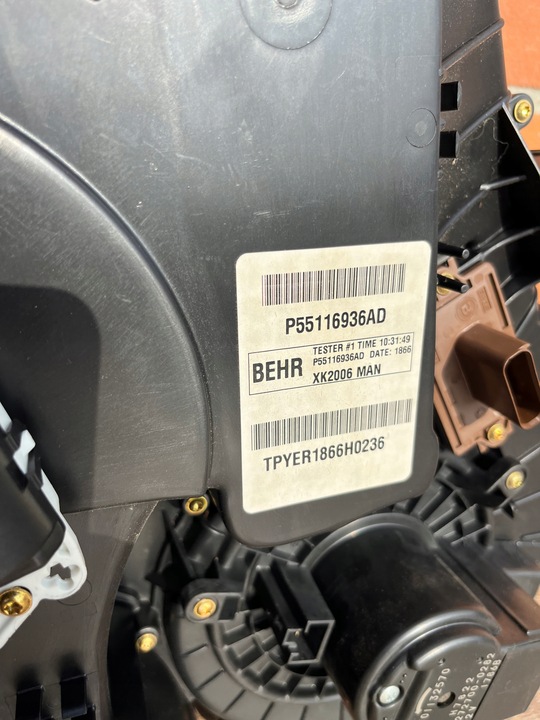 P55116936AD
BEHR
TESTER #1 TIME 10:31:49
P55116936AD DATE: 1866
XK2006 MAN
TPYER1866H0236